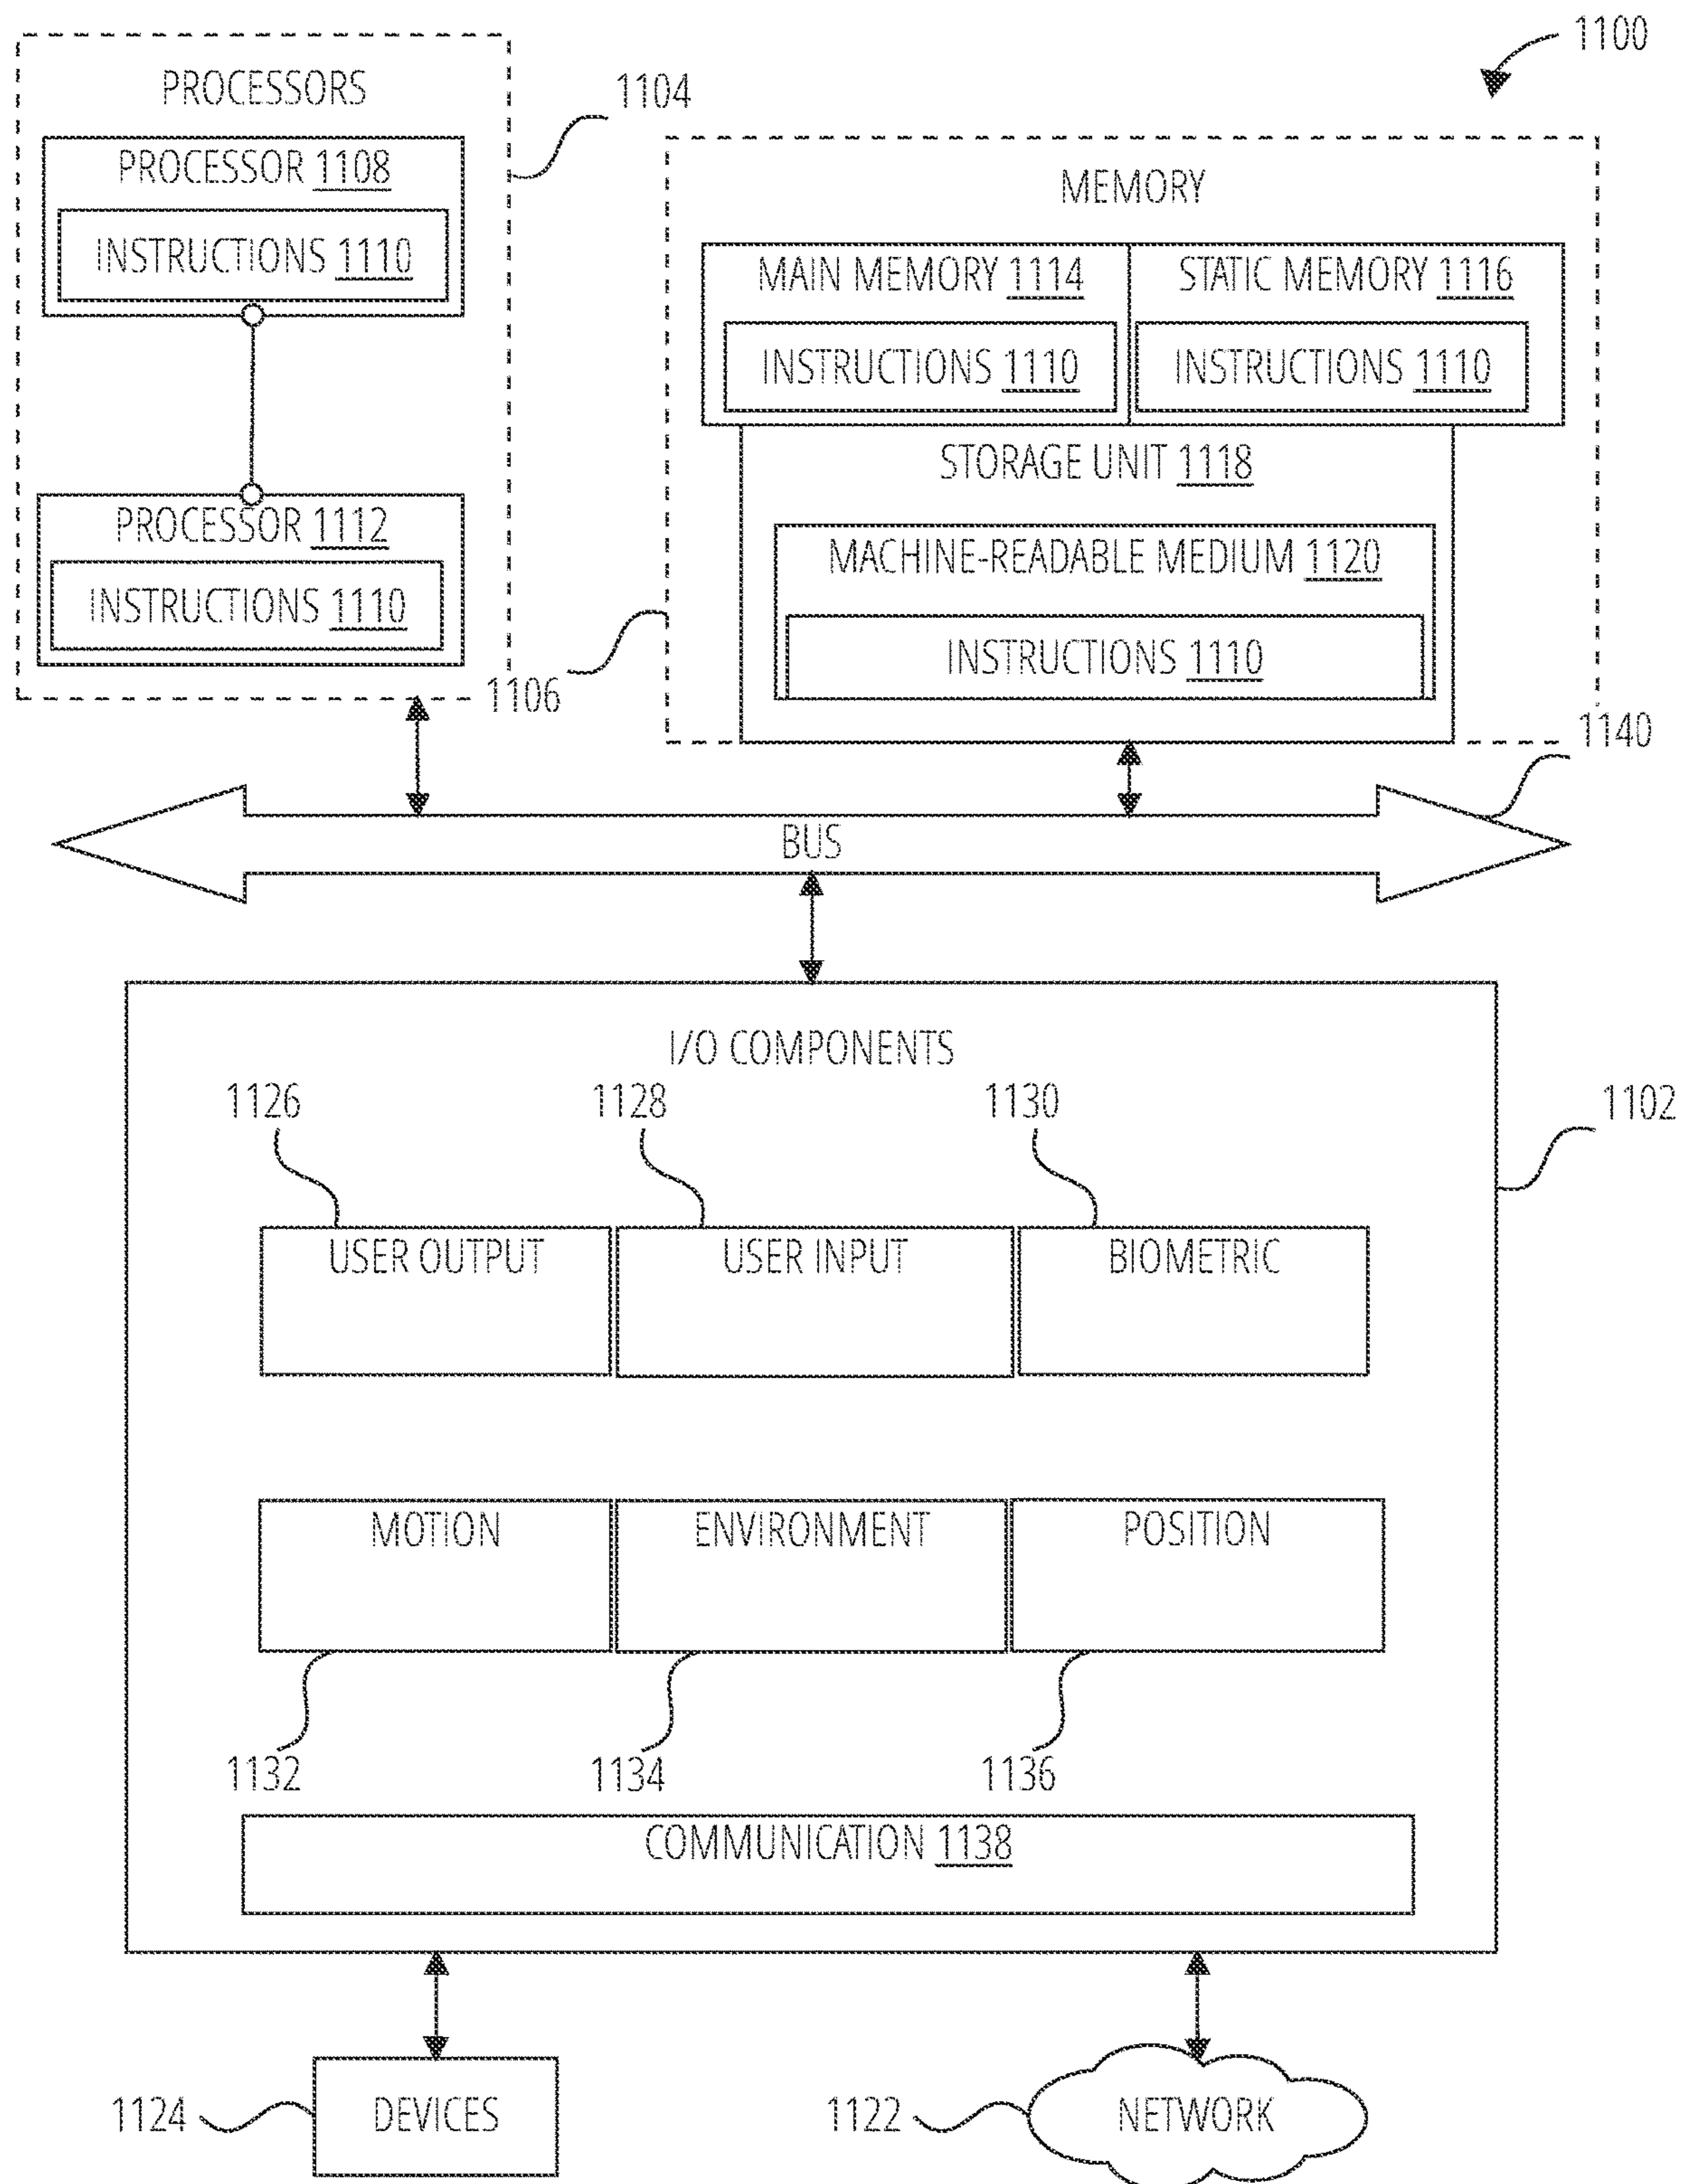 1100
PROCESSORS
1104
PROCESSOR 1108
INSTRUCTIONS 1110
MEMORY
MAIN MEMORY 1114
STATIC MEMORY 1116
INSTRUCTIONS 1110
INSTRUCTIONS 1110
STORAGE UNIT 1118
PROCESSOR 1112
INSTRUCTIONS 1110
MACHINE-READABLE MEDIUM 1120
INSTRUCTIONS 1110
1106
1140
BUS
I/O COMPONENTS
1126
1128
1130
1102
USER OUTPUT
USER INPUT
BIOMETRIC
MOTION
ENVIRONMENT
POSITION
1132
1134
1136
COMMUNICATION 1138
1124
DEVICES
1122
NETWORK